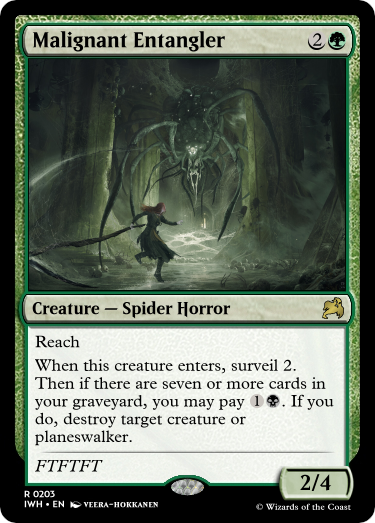 Malignant Entangler 2
Creature — Spider Horror
Reach
When this creature enters, surveil 2.
Then if there are seven or more cards in
your graveyard, you may pay 1. If you
do, destroy target creature or
planeswalker.
FTFTFT
2/4
R 0203
IWH • EN VEERA-HOKKANEN
© Wizards of the Coast